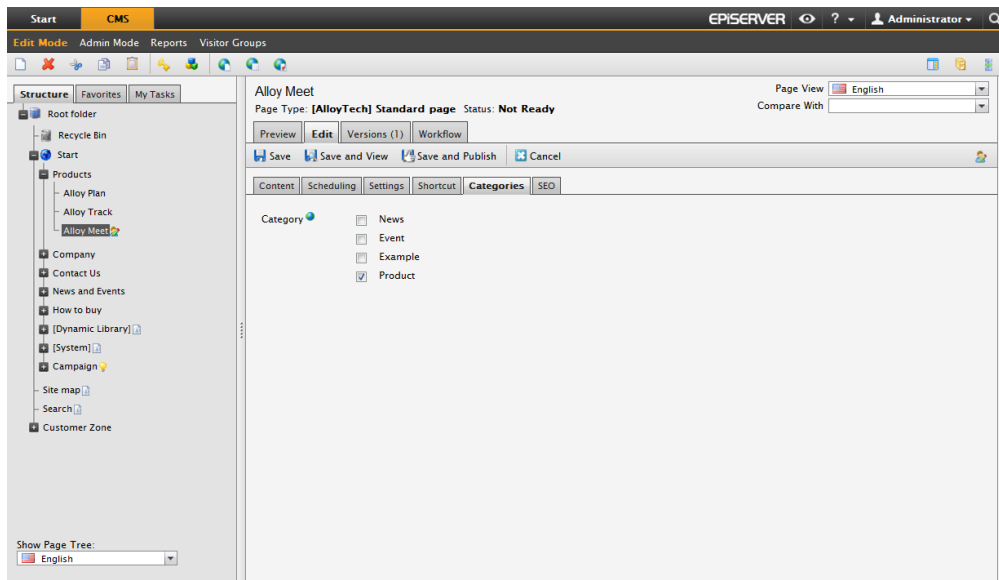 Start CMS EPiSERVER ? Administrator
Edit Mode Admin Mode Reports Visitor Groups
Structure Favorites My Tasks
Root folder
Recycle Bin
Start
Products
Alloy Plan
Alloy Track
Alloy Meet
Company
Contact Us
News and Events
How to buy
[Dynamic Library]
[System]
Campaign
Site map
Search
Customer Zone
Show Page Tree:
English
Alloy Meet
Page View English
Page Type: [AlloyTech] Standard page Status: Not Ready
Compare With
Preview Edit Versions (1) Workflow
Save Save and View Save and Publish Cancel
Content Scheduling Settings Shortcut Categories SEO
Category News
Event
Example
Product